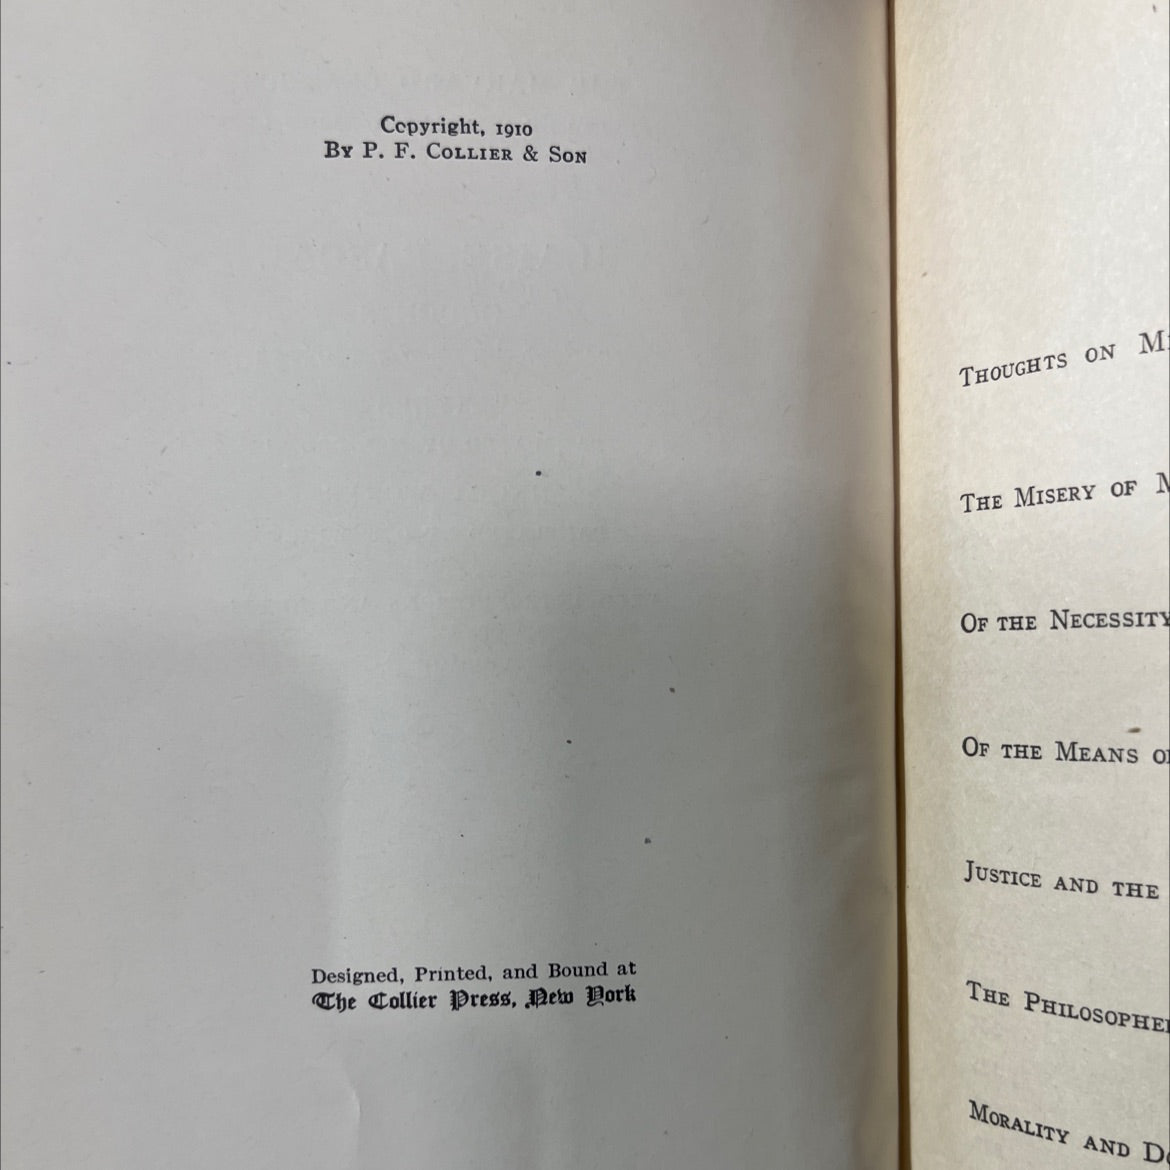 Copyright, 1910
By P. F. Collier & Son
Designed, Printed, and Bound at
The Collier Press, New York
Thoughts on
The Misery of
Of the Necessity
Of the Means
Justice and the
The
Morality and